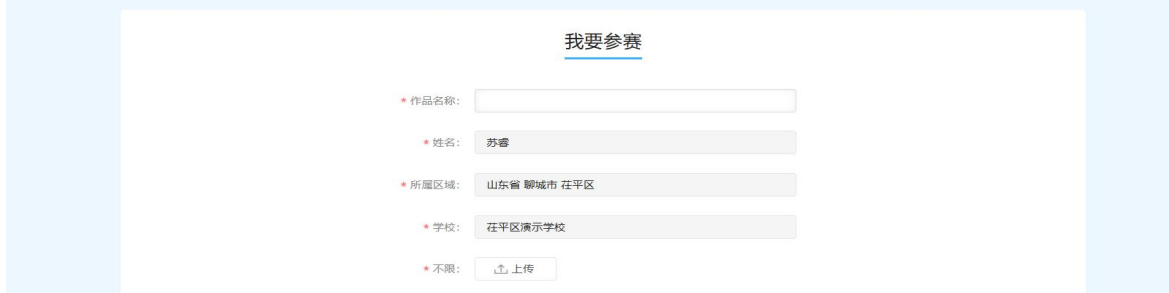 我要参赛
* 作品名称：
* 姓名： 苏睿
* 所属区域： 山东省 聊城市 茌平区
* 学校： 茌平区演示学校
* 不限： 上传